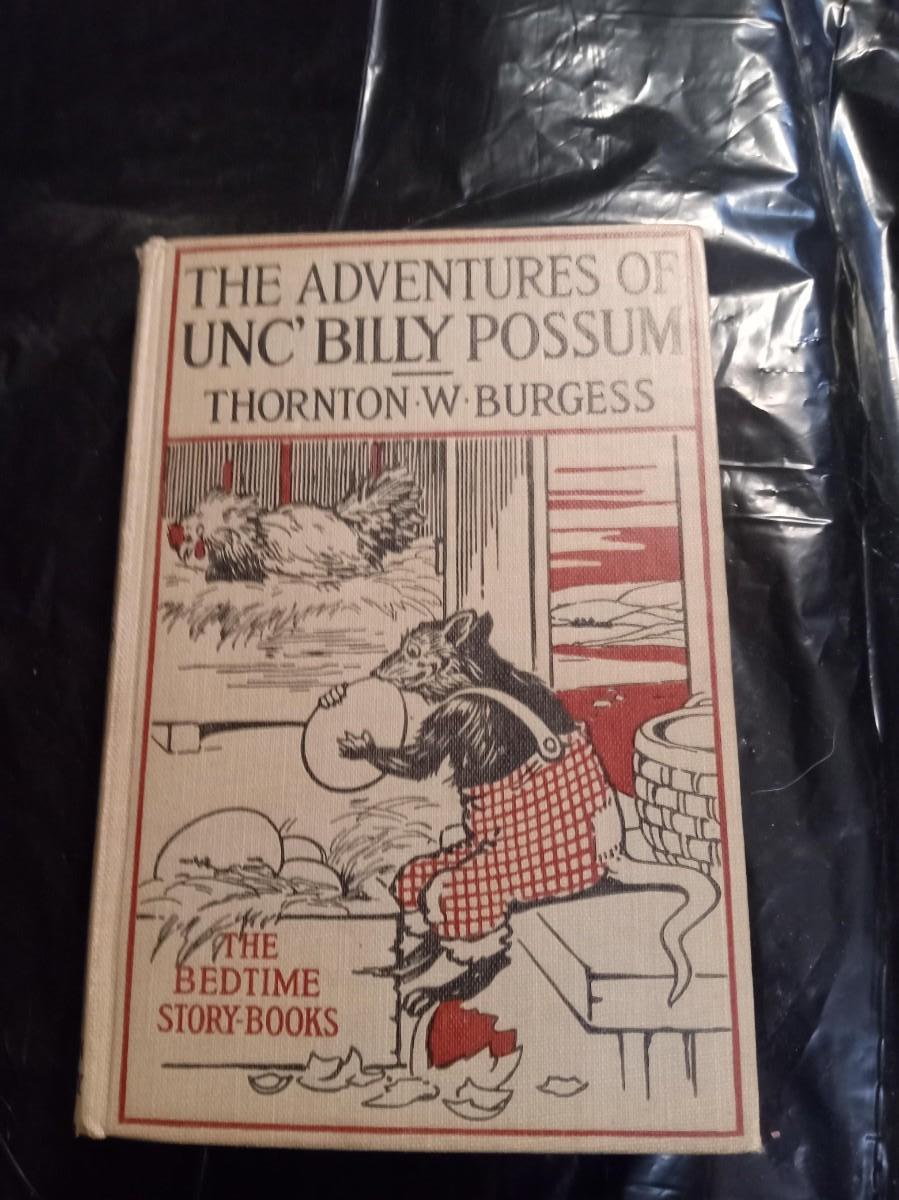 THE ADVENTURES OF
UNC' BILLY POSSUM
THORNTON·W·BURGESS
THE
BEDTIME
STORY-BOOKS